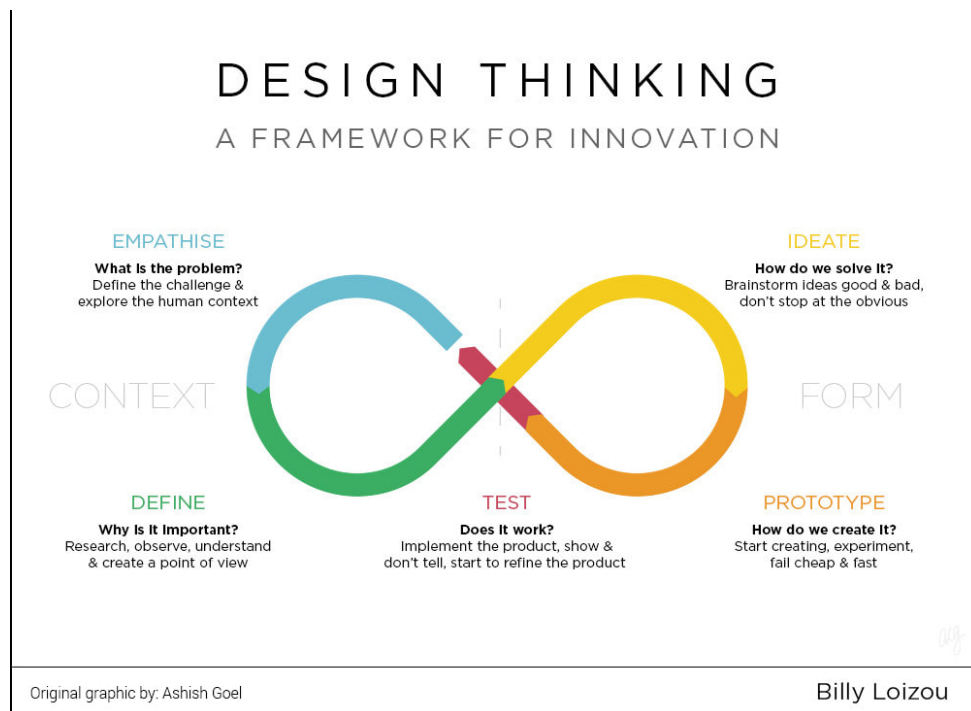 DESIGN THINKING
A FRAMEWORK FOR INNOVATION
EMPATHISE
What is the problem?
Define the challenge &
explore the human context
IDEATE
How do we solve it?
Brainstorm ideas good & bad,
don't stop at the obvious
CONTEXT
FORM
DEFINE
Why is it important?
Research, observe, understand
& create a point of view
TEST
Does it work?
Implement the product, show &
don't tell, start to refine the product
PROTOTYPE
How do we create it?
Start creating, experiment,
fail cheap & fast
Original graphic by: Ashish Goel
Billy Loizou